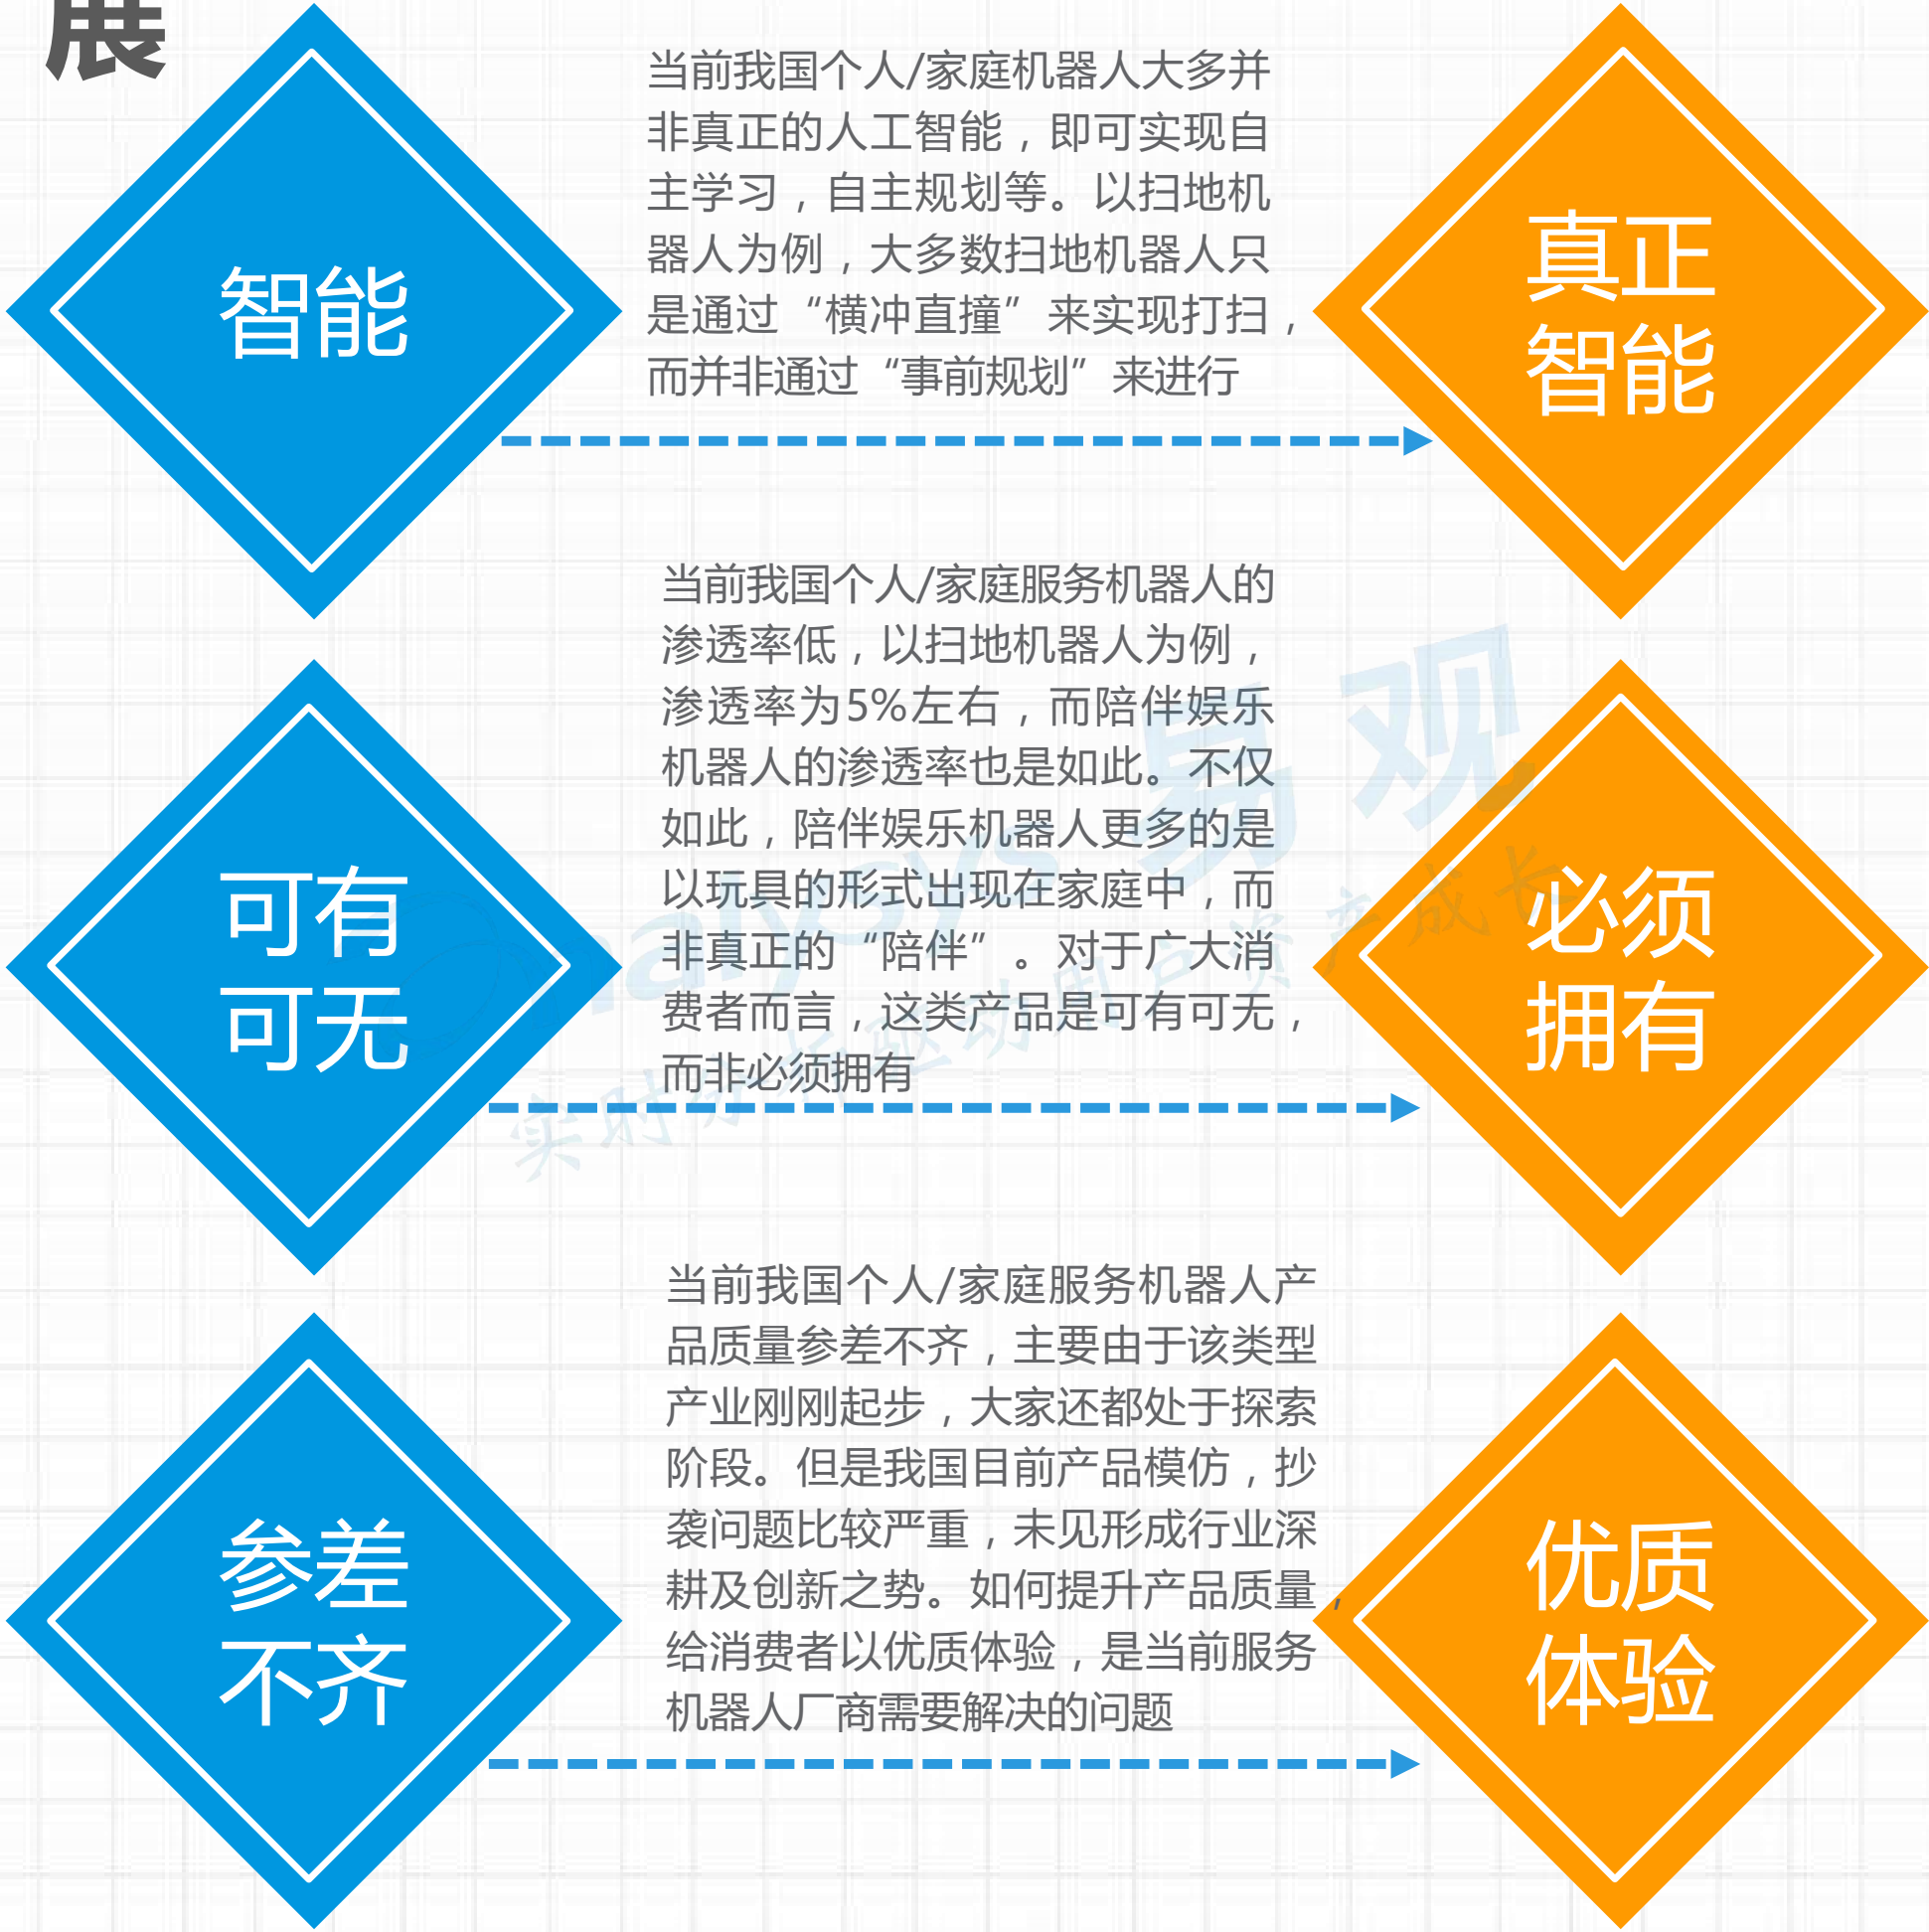 展
智能
当前我国个人/家庭机器人大多并
非真正的人工智能，即可实现自
主学习，自主规划等。以扫地机
器人为例，大多数扫地机器人只
是通过“横冲直撞”来实现打扫，
而并非通过“事前规划”来进行
真正
智能
可有
可无
当前我国个人/家庭服务机器人的
渗透率低，以扫地机器人为例，
渗透率为5%左右，而陪伴娱乐
机器人的渗透率也是如此。不仅
如此，陪伴娱乐机器人更多的是
以玩具的形式出现在家庭中，而
非真正的“陪伴”。对于广大消
费者而言，这类产品是可有可无，
而非必须拥有
必须
拥有
参差
不齐
当前我国个人/家庭服务机器人产
品质量参差不齐，主要由于该类型
产业刚刚起步，大家还都处于探索
阶段。但是我国目前产品模仿，抄
袭问题比较严重，未见形成行业深
耕及创新之势。如何提升产品质量，
给消费者以优质体验，是当前服务
机器人厂商需要解决的问题
优质
体验
nalysys 易观
实时分析驱动用户资产成长